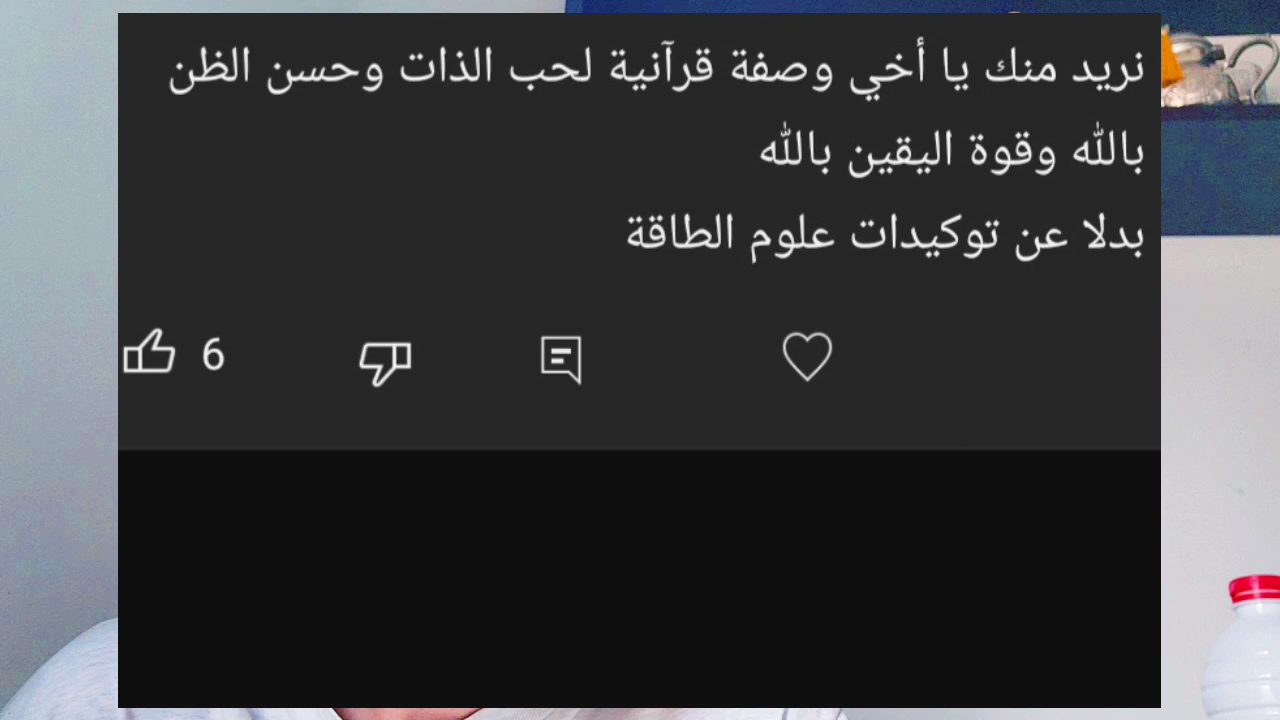 نريد منك يا أخي وصفة قرآنية لحب الذات وحسن الظن
بالله وقوة اليقين بالله
بدلا عن توكيدات علوم الطاقة
6